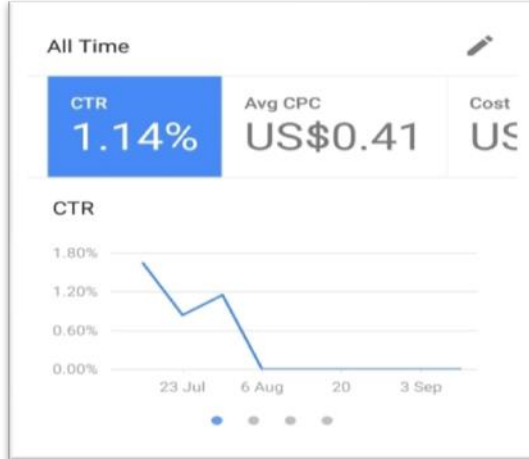 All Time
CTR Avg CPC Cost
1.14% US$0.41
CTR
1.80%
1.20%
0.60%
0.00%
23 Jul 6 Aug 20 3 Sep